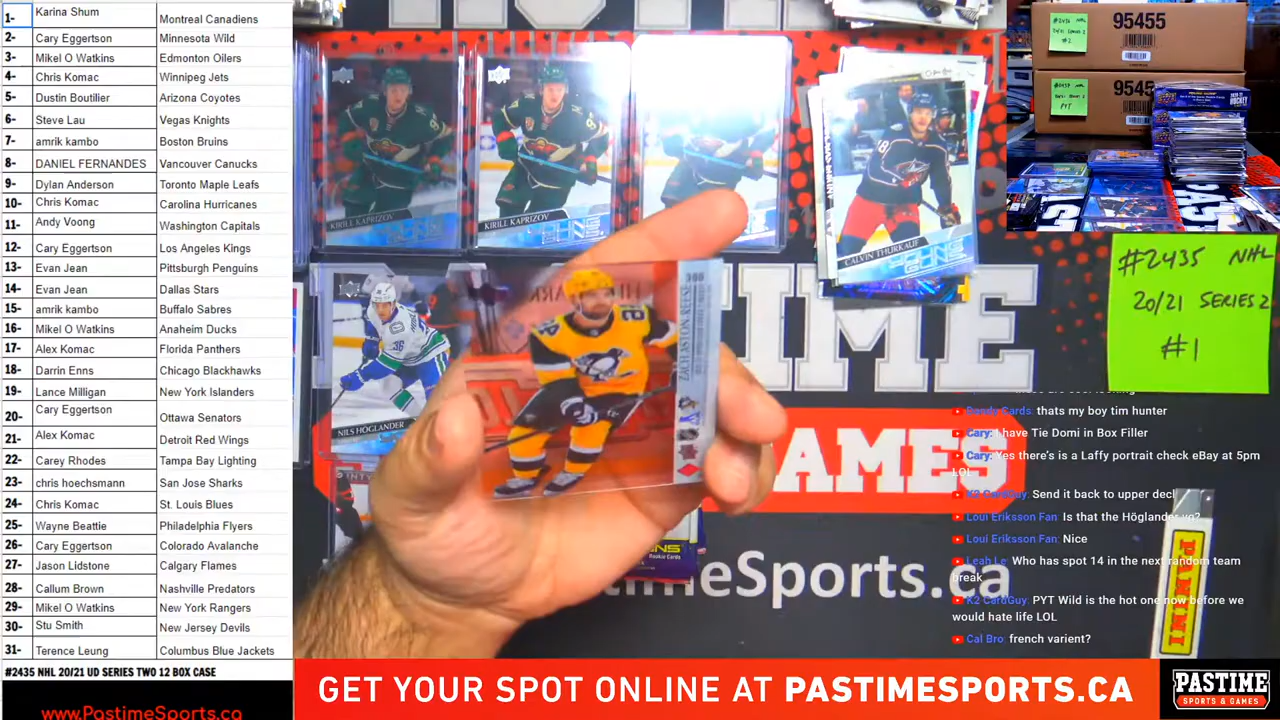 1- Karina Shum Montreal Canadiens
2- Cary Eggertson Minnesota Wild
3- Mikel O Watkins Edmonton Oilers
4- Chris Komac Winnipeg Jets
5- Dustin Boutilier Arizona Coyotes
6- Steve Lau Vegas Knights
7- amrik kambo Boston Bruins
8- DANIEL FERNANDES Vancouver Canucks
9- Dylan Anderson Toronto Maple Leafs
10- Chris Komac Carolina Hurricanes
11- Andy Voong Washington Capitals
12- Cary Eggertson Los Angeles Kings
13- Evan Jean Pittsburgh Penguins
14- Evan Jean Dallas Stars
15- amrik kambo Buffalo Sabres
16- Mikel O Watkins Anaheim Ducks
17- Alex Komac Florida Panthers
18- Darrin Enns Chicago Blackhawks
19- Lance Milligan New York Islanders
20- Cary Eggertson Ottawa Senators
21- Alex Komac Detroit Red Wings
22- Carey Rhodes Tampa Bay Lighting
23- chris hoechsmann San Jose Sharks
24- Chris Komac St. Louis Blues
25- Wayne Beattie Philadelphia Flyers
26- Cary Eggertson Colorado Avalanche
27- Jason Lidstone Calgary Flames
28- Callum Brown Nashville Predators
29- Mikel O Watkins New York Rangers
30- Stu Smith New Jersey Devils
31- Terence Leung Columbus Blue Jackets
#2435 NHL 20/21 UD SERIES TWO 12 BOX CASE
www.PastimeSports.ca
KIRILL KAPRIZOV
KIRILL KAPRIZOV
CALVIN THURKAUF
GUNS
NILS HÖGLANDER
ZACH ASTON-REESE
300
TIME
AMES
timeSports.ca
95455
#2435 NHL
20/21 SERIES 2
#1
thats my boy tim hunter
Cary: I have Tie Domi in Box Filler
Cary: Yes there's is a Laffy portrait check eBay at 5pm
LOL
K2 CardGuy: Send it back to upper deck
Loui Eriksson Fan: Is that the Höglander yg?
Loui Eriksson Fan: Nice
Leah Le: Who has spot 14 in the next random team
break
K2 CardGuy: PYT Wild is the hot one now before we
would hate life LOL
Cal Bro: french varient?
PANINI
GET YOUR SPOT ONLINE AT PASTIMESPORTS.CA
PASTIME
SPORTS & GAMES